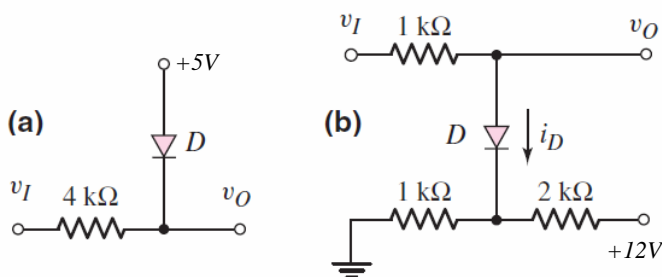 v_I 1 kΩ v_O
+5V
(a) (b)
D D i_D
v_I 4 kΩ v_O 1 kΩ 2 kΩ
+12V